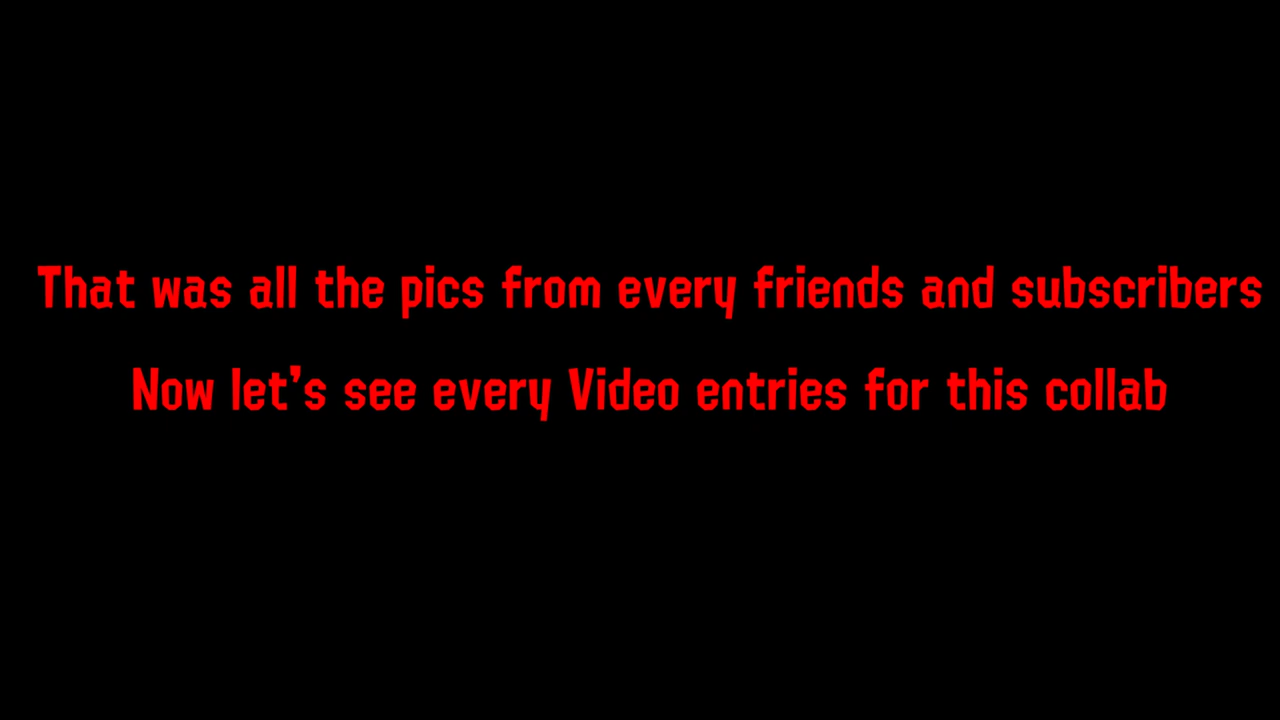 That was all the pics from every friends and subscribers
Now let's see every Video entries for this collab